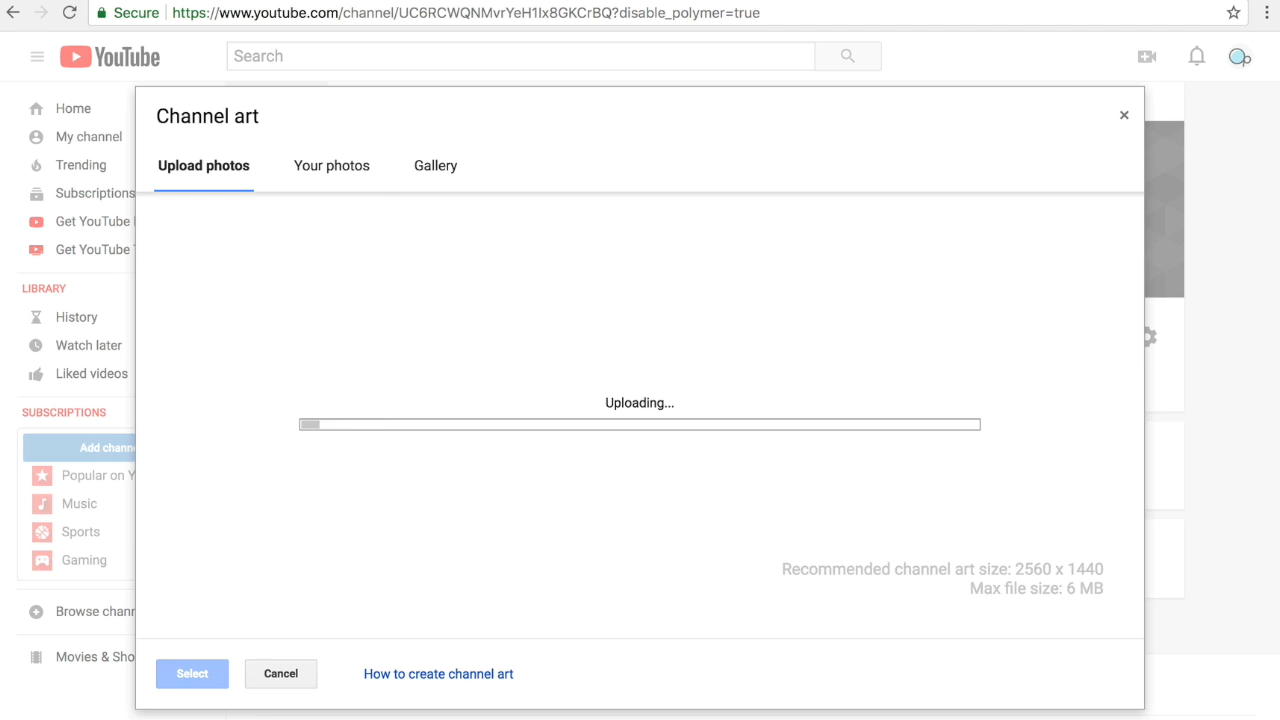 Secure
https://www.youtube.com/channel/UC6RCWQNMvrYeH1Ix8GKCrBQ?disable_polymer=true
YouTube
Search
Home
My channel
Trending
Subscriptions
Get YouTube
Get YouTube
LIBRARY
History
Watch later
Liked videos
SUBSCRIPTIONS
Add chann
Popular on Y
Music
Sports
Gaming
Browse chann
Movies & Sho
Channel art
×
Upload photos
Your photos
Gallery
Uploading...
Recommended channel art size: 2560 x 1440
Max file size: 6 MB
Select
Cancel
How to create channel art